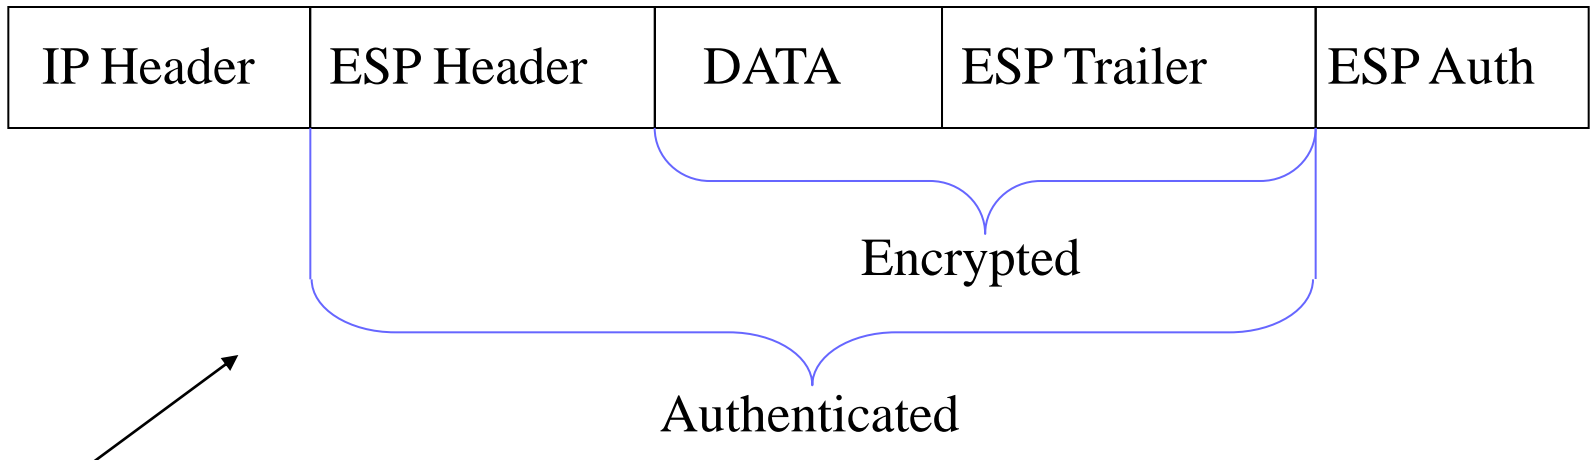 IP Header ESP Header DATA ESP Trailer ESP Auth
Encrypted
Authenticated